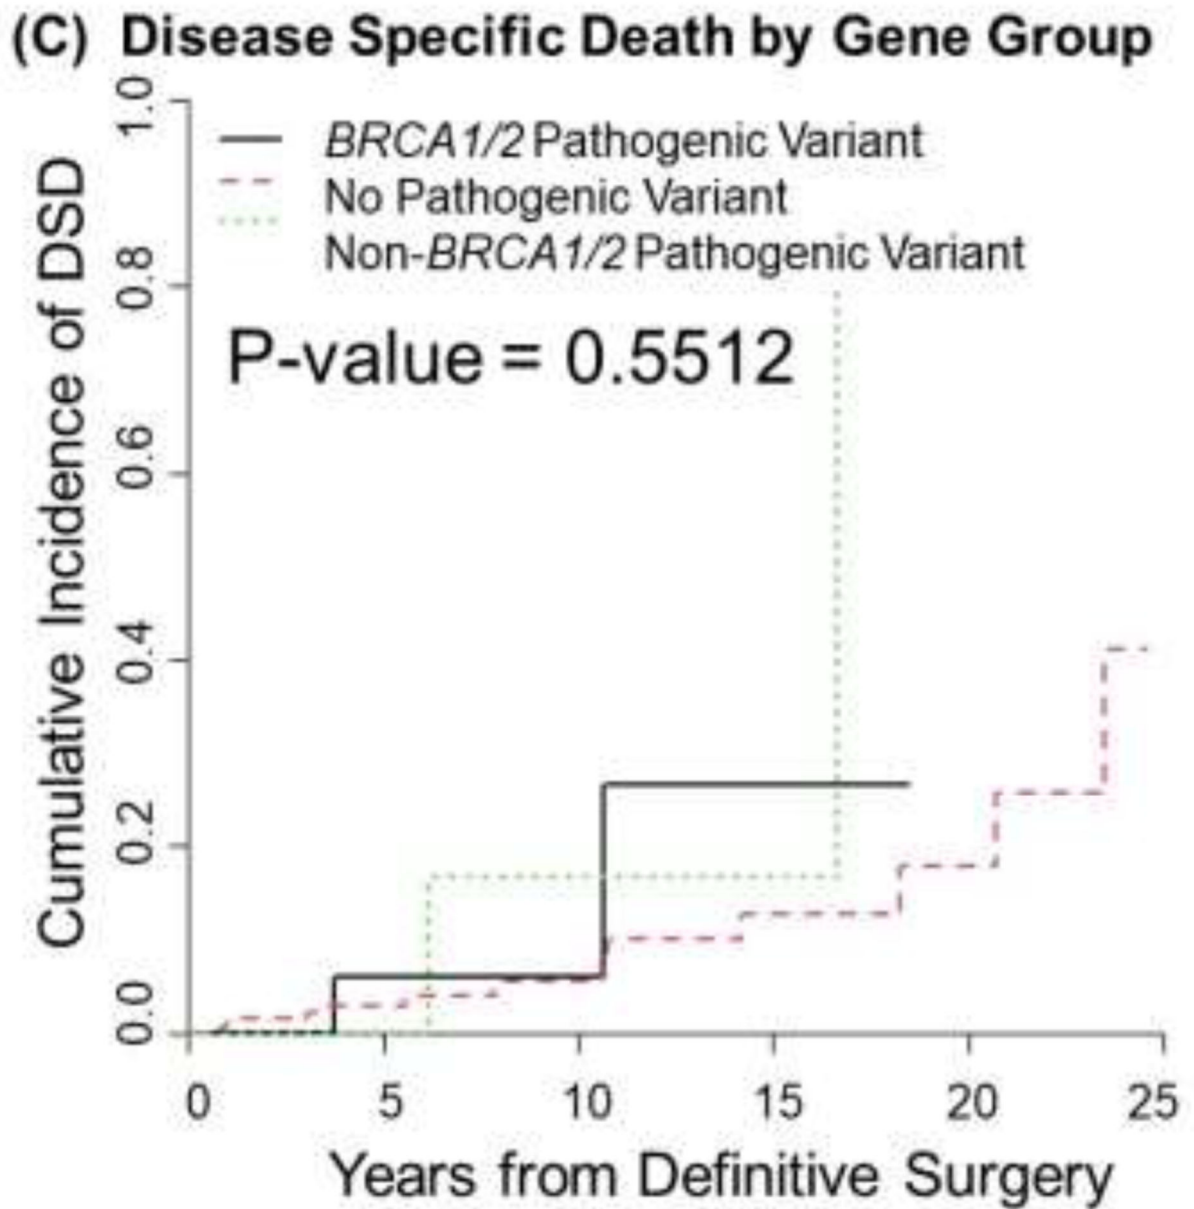 (C) Disease Specific Death by Gene Group
BRCA1/2 Pathogenic Variant
No Pathogenic Variant
Non-BRCA1/2 Pathogenic Variant
P-value = 0.5512
Cumulative Incidence of DSD
1.0
0.8
0.6
0.4
0.2
0.0
0 5 10 15 20 25
Years from Definitive Surgery